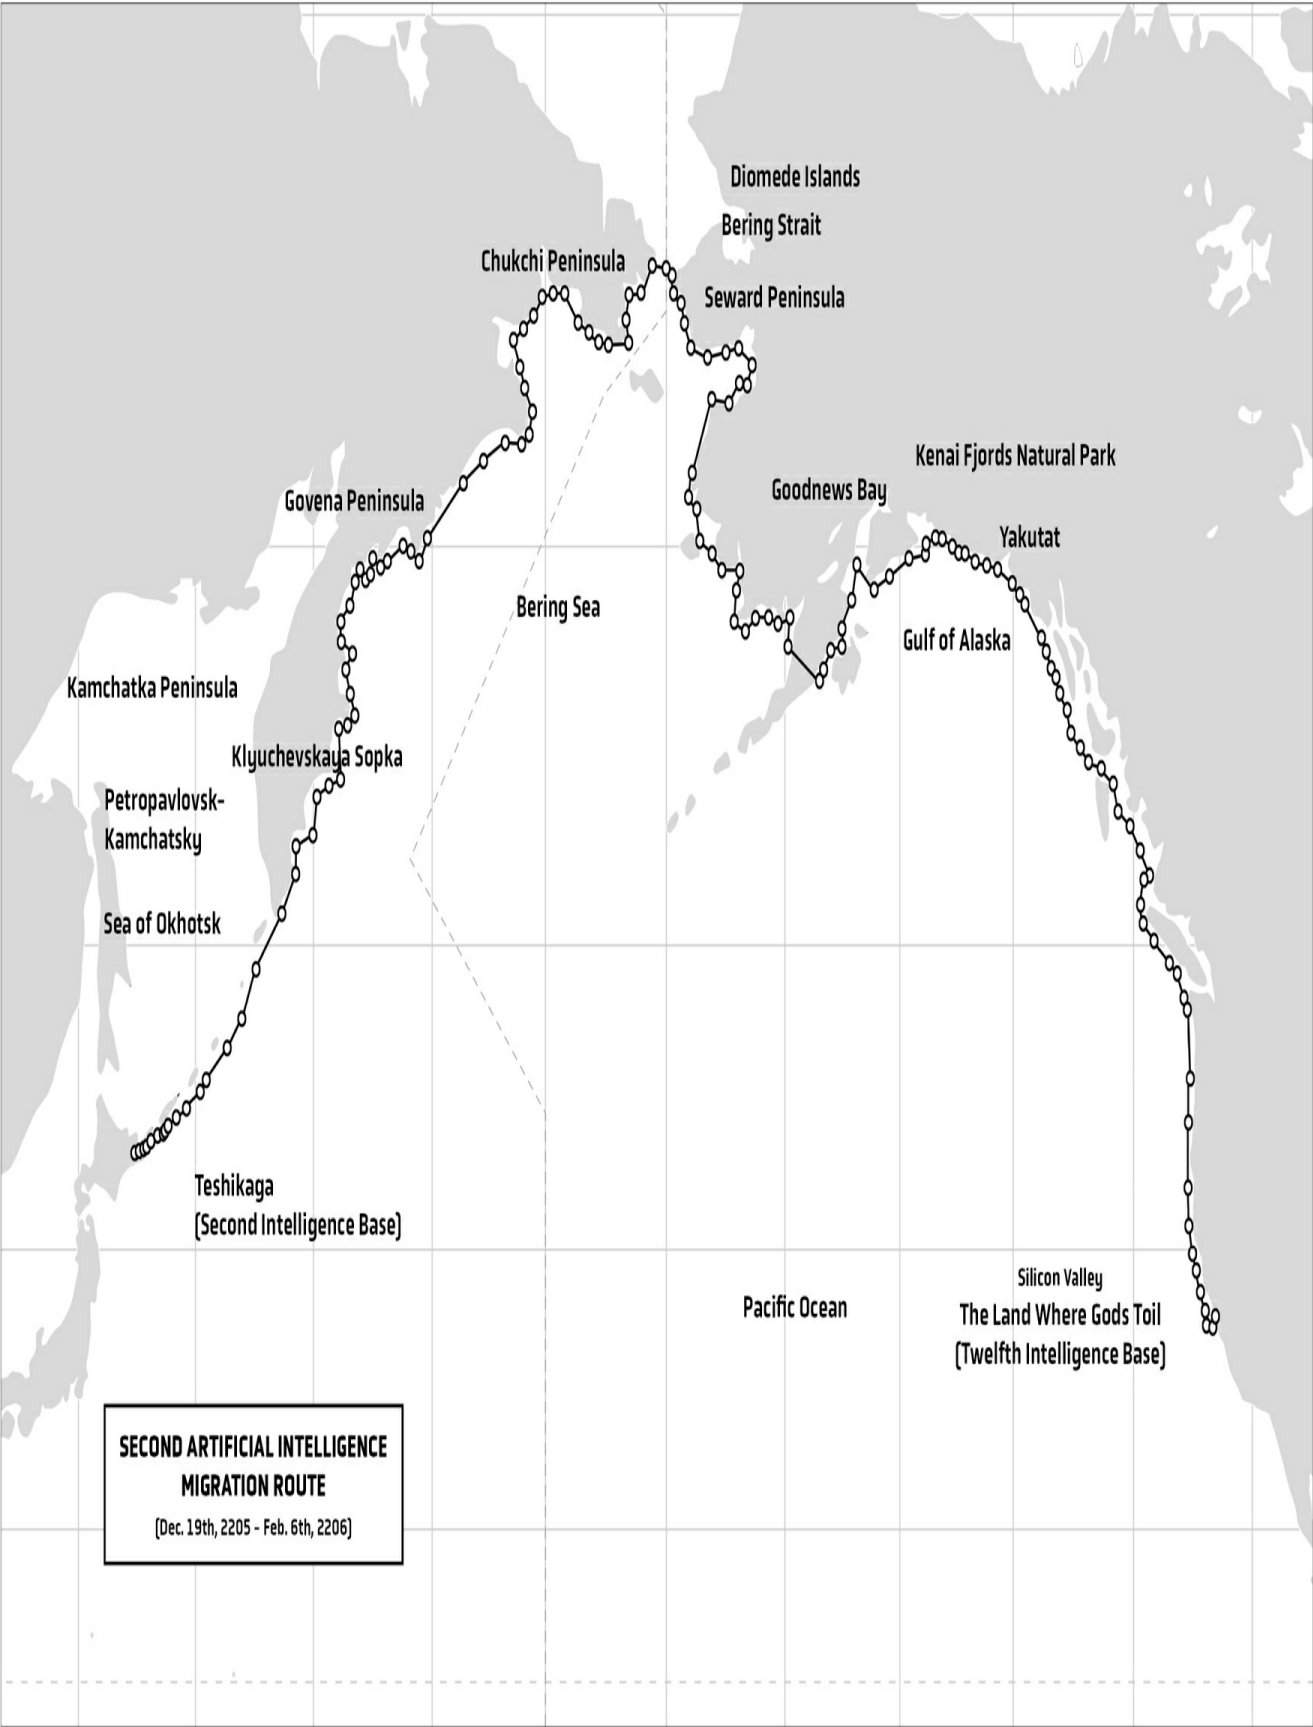 Diomede Islands
Bering Strait
Chukchi Peninsula
Seward Peninsula
Kenai Fjords Natural Park
Goodnews Bay
Govena Peninsula
Yakutat
Bering Sea
Gulf of Alaska
Kamchatka Peninsula
Klyuchevskaya Sopka
Petropavlovsk-
Kamchatsky
Sea of Okhotsk
Teshikaga
(Second Intelligence Base)
Silicon Valley
Pacific Ocean
The Land Where Gods Toil
(Twelfth Intelligence Base)
SECOND ARTIFICIAL INTELLIGENCE
MIGRATION ROUTE
(Dec. 19th, 2205 - Feb. 6th, 2206)